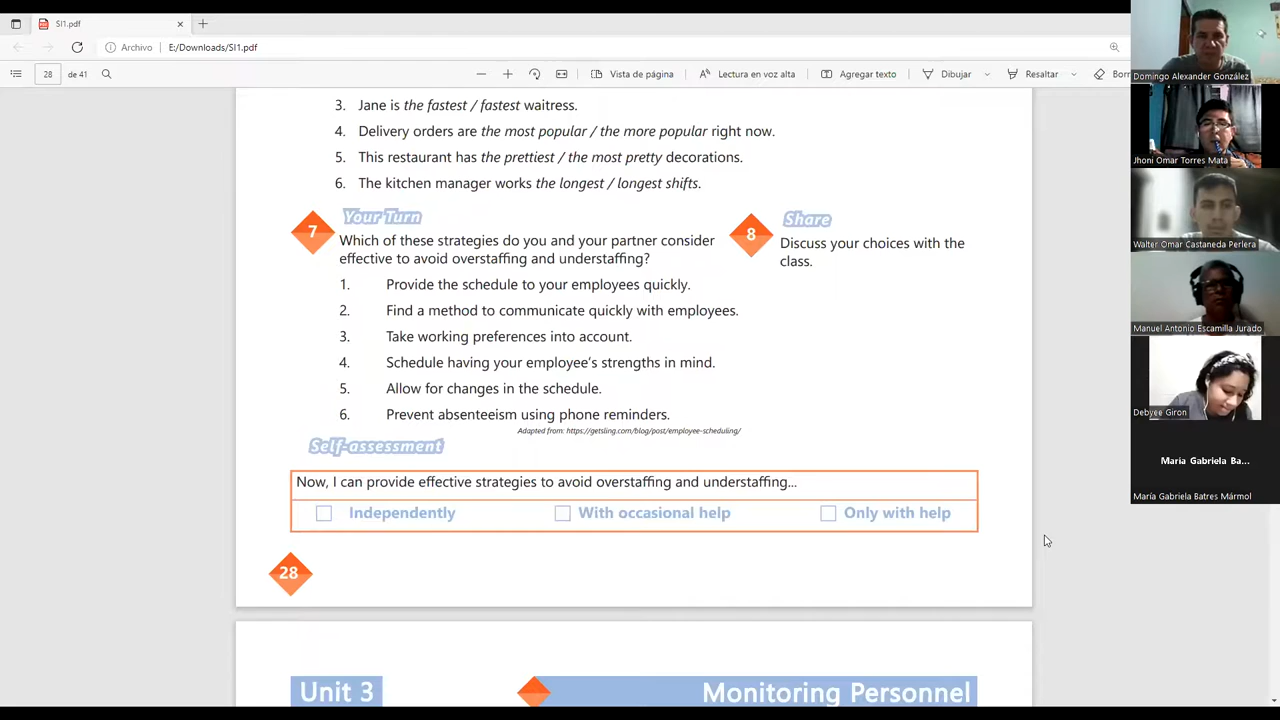 SI1.pdf
Archivo
E:/Downloads/SI1.pdf
28
de 41
Vista de página
Lectura en voz alta
Agregar texto
Dibujar
Resaltar
Borr
3. Jane is the fastest / fastest waitress.
4. Delivery orders are the most popular / the more popular right now.
5. This restaurant has the prettiest / the most pretty decorations.
6. The kitchen manager works the longest / longest shifts.
7
Your Turn
Which of these strategies do you and your partner consider
effective to avoid overstaffing and understaffing?
1. Provide the schedule to your employees quickly.
2. Find a method to communicate quickly with employees.
3. Take working preferences into account.
4. Schedule having your employee's strengths in mind.
5. Allow for changes in the schedule.
6. Prevent absenteeism using phone reminders.
Adapted from: https://getsling.com/blog/post/employee-scheduling/
8
Share
Discuss your choices with the
class.
Self-assessment
Now, I can provide effective strategies to avoid overstaffing and understaffing...
Independently
With occasional help
Only with help
28
Unit 3
Monitoring Personnel
Domingo Alexander González
Jhoni Omar Torres Mata
Walter Omar Castaneda Perlera
Manuel Antonio Escamilla Jurado
Debyee Giron
Maria Gabriela Ba...
María Gabriela Batres Mármol